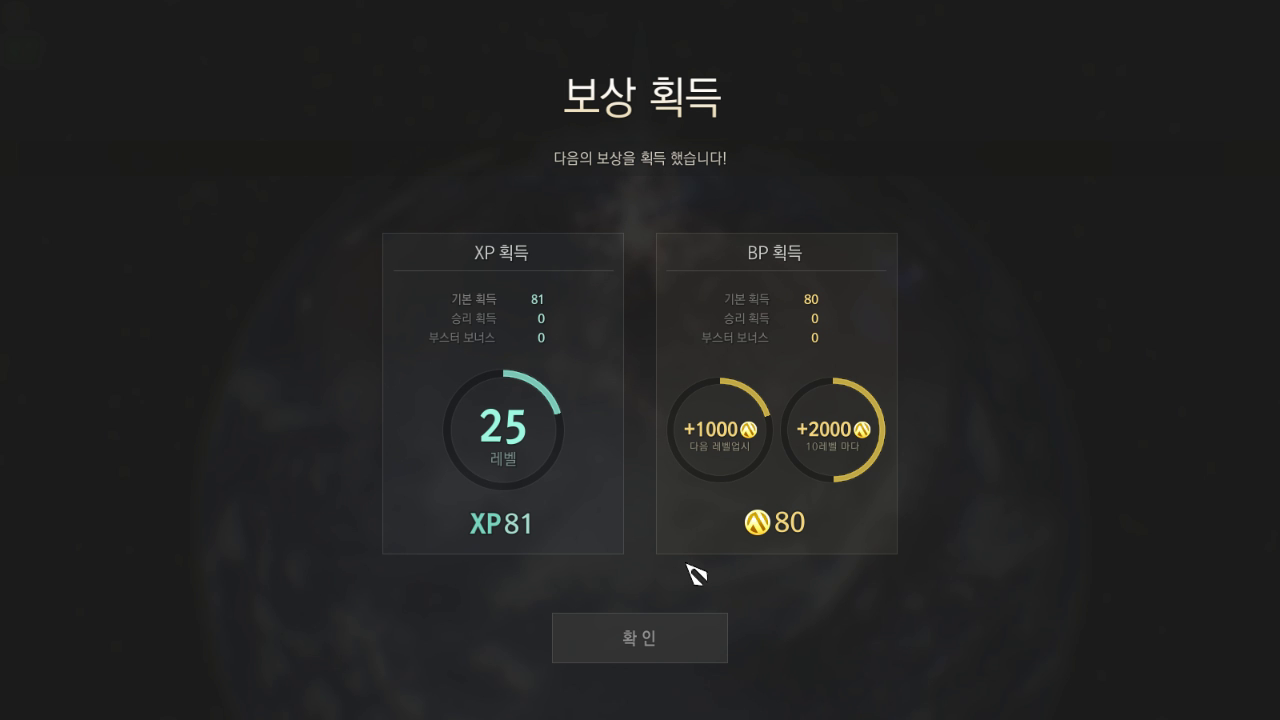 보상 획득
다음의 보상을 획득 했습니다!
XP 획득
기본 획득 81
승리 획득 0
부스터 보너스 0
25
레벨
XP 81
BP 획득
기본 획득 80
승리 획득 0
부스터 보너스 0
+1000
다음 레벨업시
+2000
10레벨 마다
80
확 인